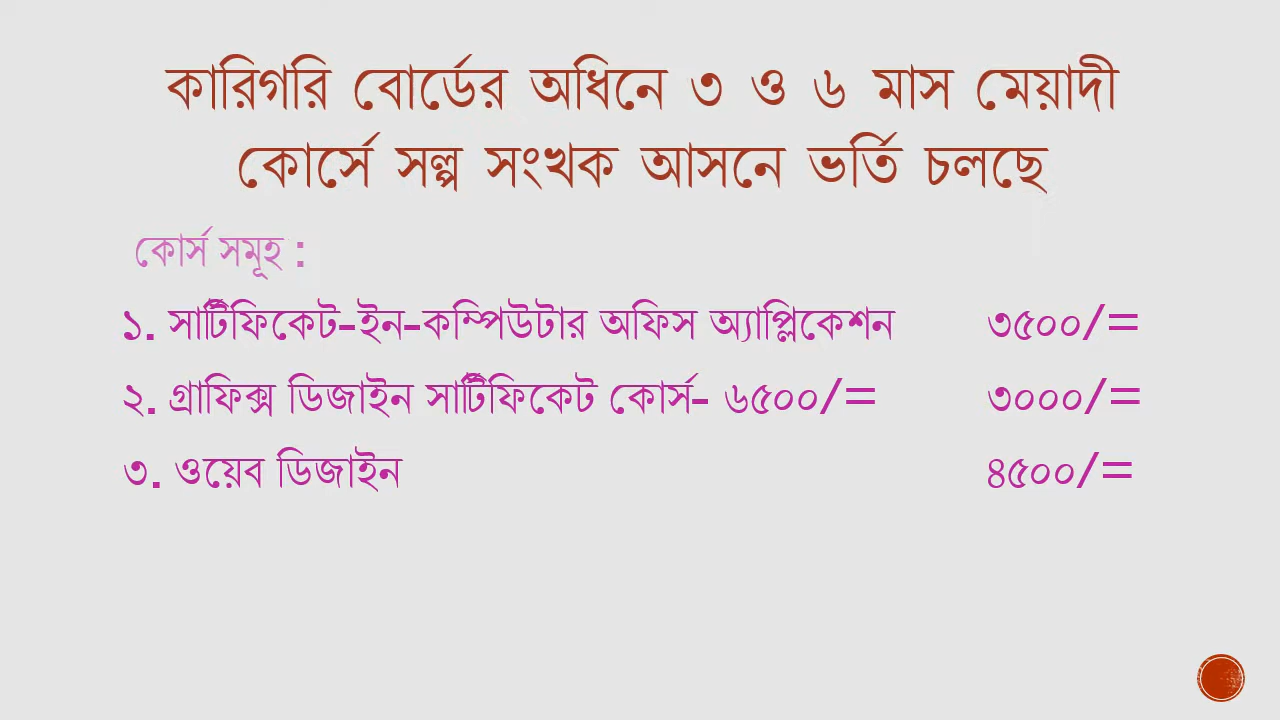 কারিগরি বোর্ডের অধিনে ৩ ও ৬ মাস মেয়াদী
কোর্সে সল্প সংখক আসনে ভর্তি চলছে
কোর্স সমূহ :
১. সার্টিফিকেট-ইন-কম্পিউটার অফিস অ্যাপ্লিকেশন ৩৫০০/=
২. গ্রাফিক্স ডিজাইন সার্টিফিকেট কোর্স- ৬৫০০/= ৩০০০/=
৩. ওয়েব ডিজাইন ৪৫০০/=